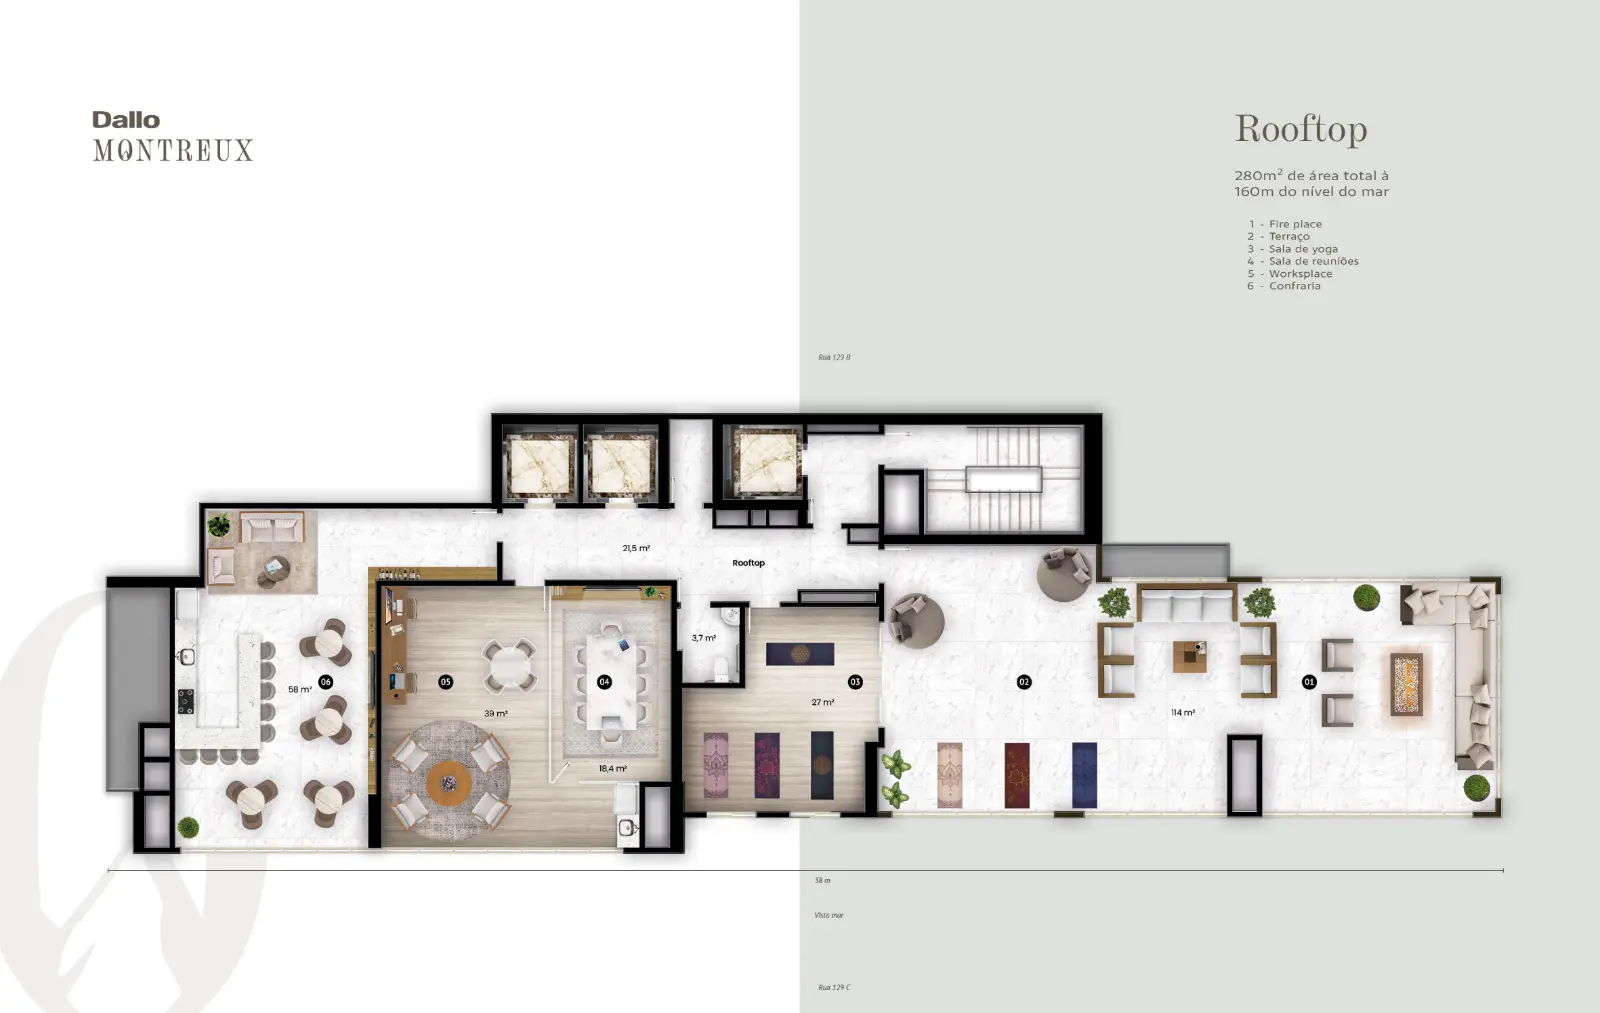 Dallo
MONTREUX
Rooftop
280m² de área total à
160m do nível do mar
1 - Fire place
2 - Terraço
3 - Sala de yoga
4 - Sala de reuniões
5 - Worksplace
6 - Confraria
Rua 129 B
21,5 m²
Rooftop
3,7 m²
06
58 m²
05
39 m²
04
18,4 m²
03
27 m²
02
114 m²
01
38 m
Vista mar
Rua 129 C